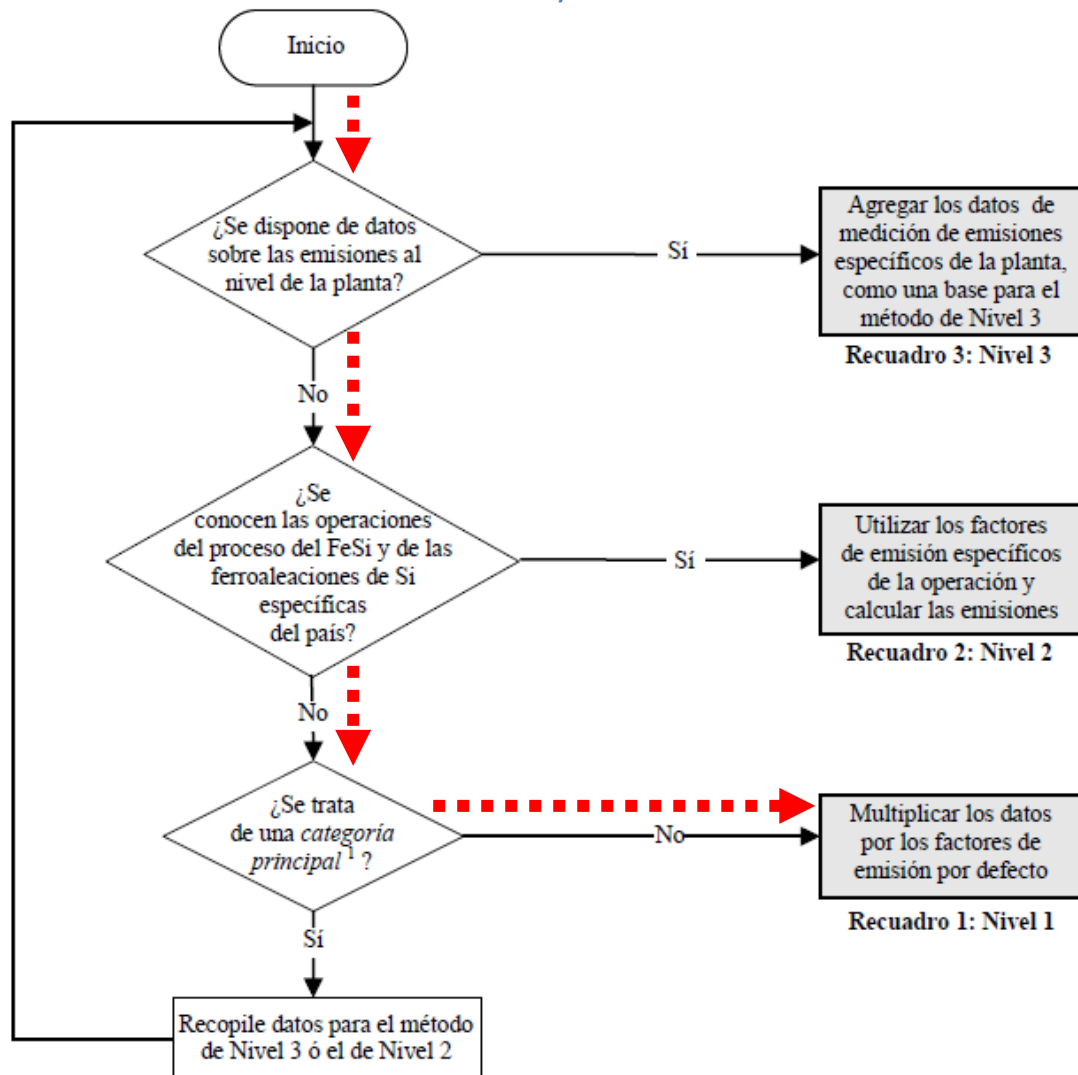 Inicio
¿Se dispone de datos
sobre las emisiones al
nivel de la planta?
Sí
Agregar los datos de
medición de emisiones
específicos de la planta,
como una base para el
método de Nivel 3
Recuadro 3: Nivel 3
No
¿Se
conocen las operaciones
del proceso del FeSi y de las
ferroaleaciones de Si
específicas
del país?
Sí
Utilizar los factores
de emisión específicos
de la operación y
calcular las emisiones
Recuadro 2: Nivel 2
No
¿Se trata
de una categoría
principal 1 ?
No
Multiplicar los datos
por los factores de
emisión por defecto
Recuadro 1: Nivel 1
Sí
Recopile datos para el método
de Nivel 3 ó el de Nivel 2